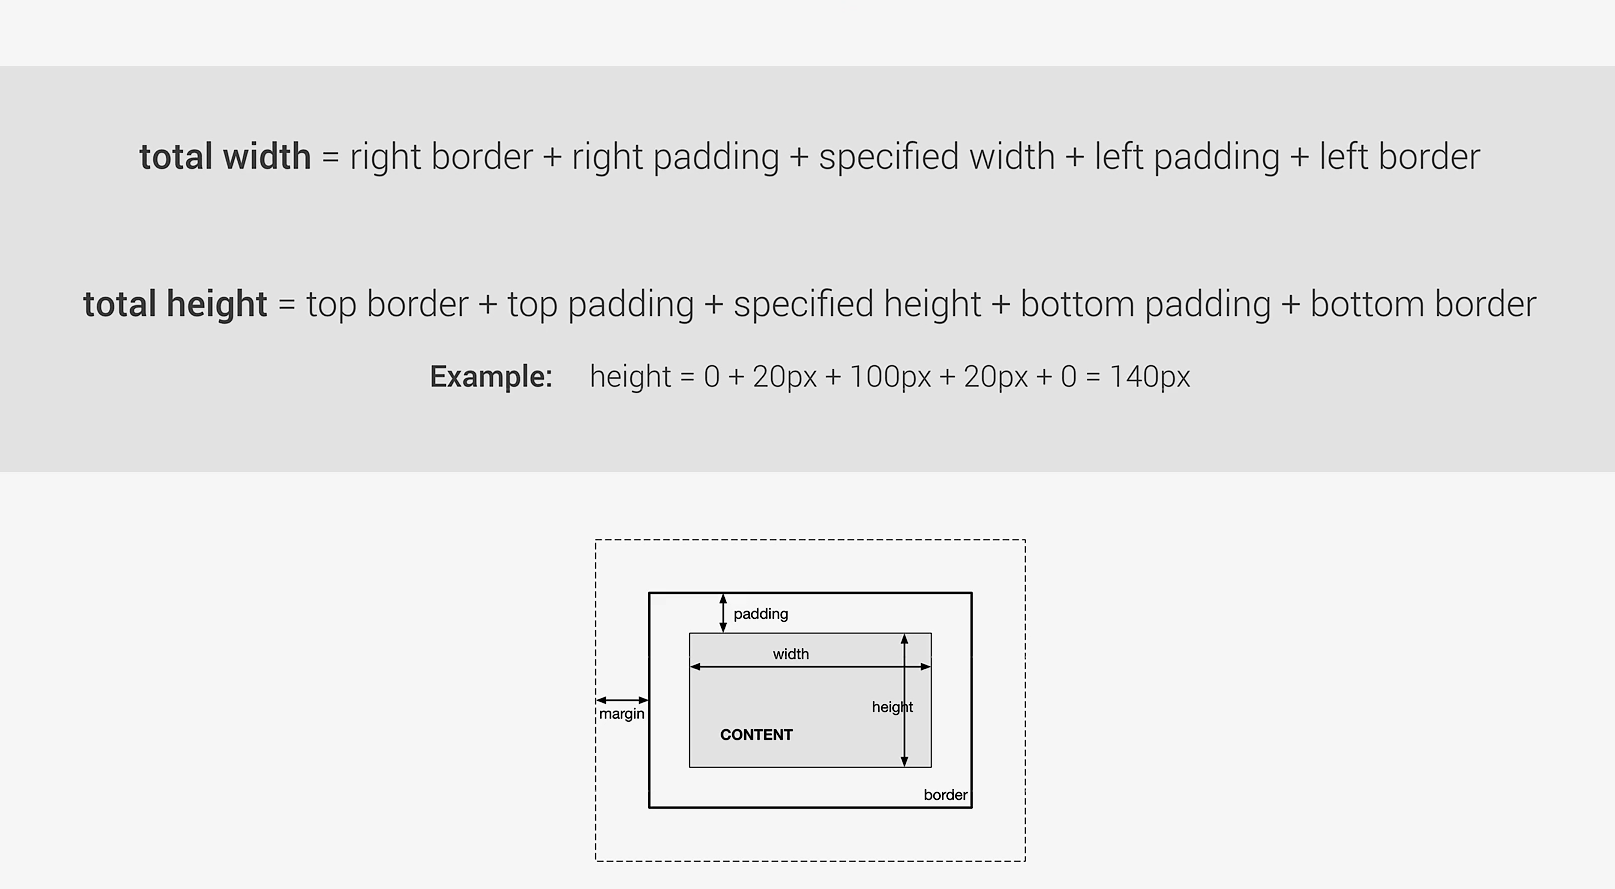 total width = right border + right padding + specified width + left padding + left border
total height = top border + top padding + specified height + bottom padding + bottom border
Example: height = 0 + 20px + 100px + 20px + 0 = 140px
padding
width
height
margin
CONTENT
border